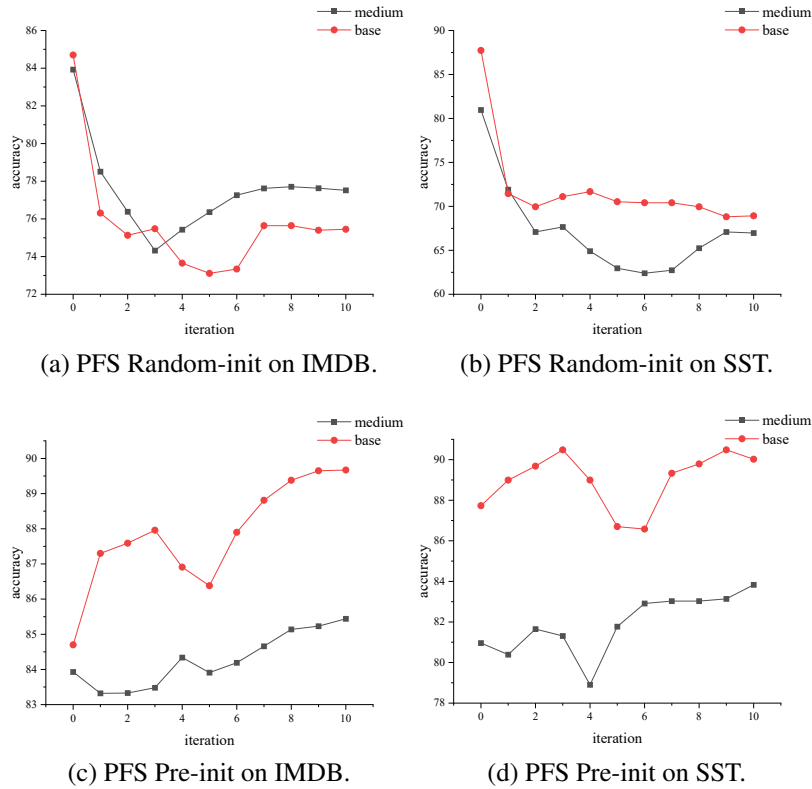 medium
base
86
84
82
80
78
76
74
72
accuracy
0 2 4 6 8 10
iteration
(a) PFS Random-init on IMDB.
medium
base
90
85
80
75
70
65
60
accuracy
0 2 4 6 8 10
iteration
(b) PFS Random-init on SST.
medium
base
90
89
88
87
86
85
84
83
accuracy
0 2 4 6 8 10
iteration
(c) PFS Pre-init on IMDB.
medium
base
90
88
86
84
82
80
78
accuracy
0 2 4 6 8 10
iteration
(d) PFS Pre-init on SST.